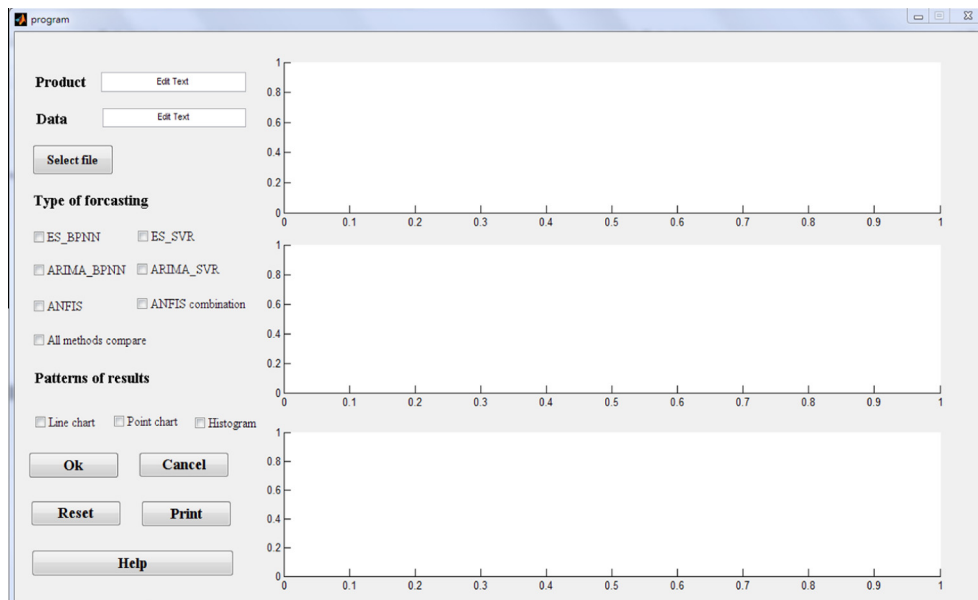 program
Product Edit Text
Data Edit Text
Select file
Type of forcasting
ES_BPNN ES_SVR
ARIMA_BPNN ARIMA_SVR
ANFIS ANFIS combination
All methods compare
Patterns of results
Line chart Point chart Histogram
Ok Cancel
Reset Print
Help
1
0.8
0.6
0.4
0.2
0
0 0.1 0.2 0.3 0.4 0.5 0.6 0.7 0.8 0.9 1
1
0.8
0.6
0.4
0.2
0
0 0.1 0.2 0.3 0.4 0.5 0.6 0.7 0.8 0.9 1
1
0.8
0.6
0.4
0.2
0
0 0.1 0.2 0.3 0.4 0.5 0.6 0.7 0.8 0.9 1